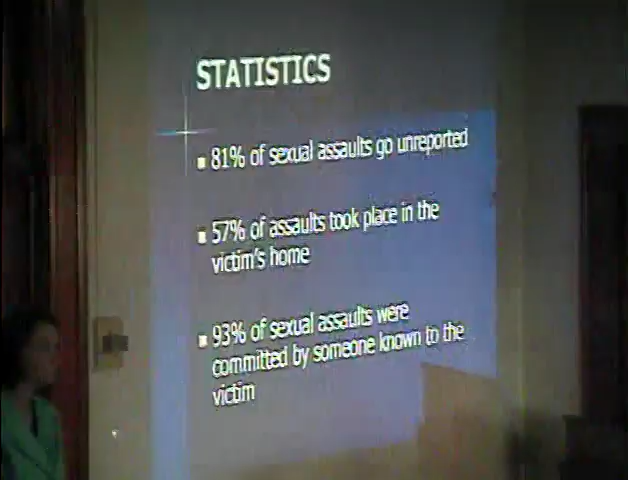 STATISTICS
81% of sexual assaults go unreported
57% of assaults took place in the
victim's home
93% of sexual assaults were
committed by someone known to the
victim